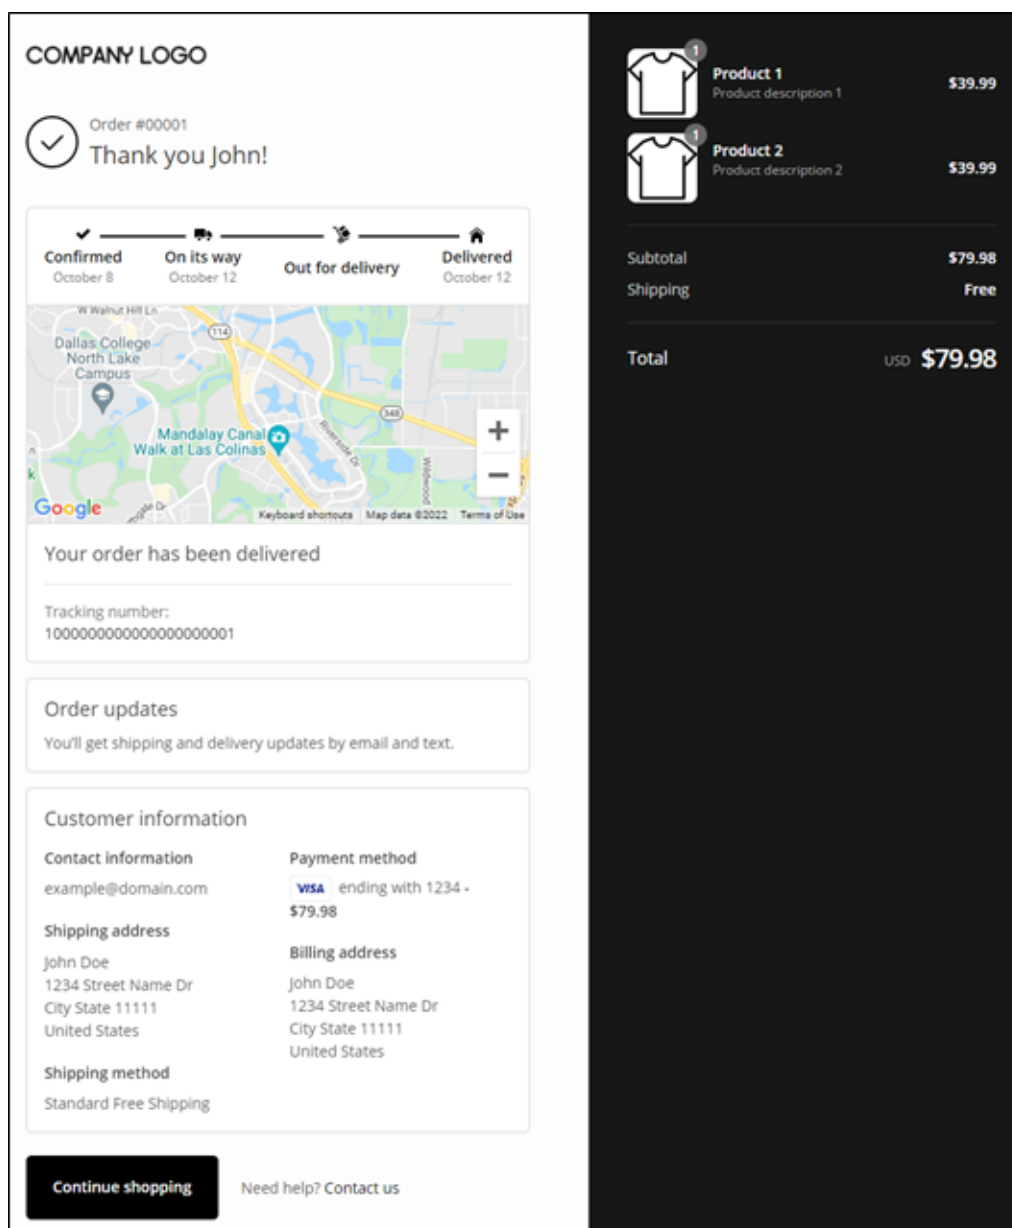 COMPANY LOGO
Order #00001
Thank you John!
Confirmed
October 8
On its way
October 12
Out for delivery
Delivered
October 12
W Walnut Hill Ln
114
Dallas College
North Lake
Campus
348
Mandalay Canal
Walk at Las Colinas
Riverside Dr
Wildwood
+
−
Google
Keyboard shortcuts Map data ©2022 Terms of Use
Your order has been delivered
Tracking number:
1000000000000000000001
Order updates
You'll get shipping and delivery updates by email and text.
Customer information
Contact information
example@domain.com
Shipping address
John Doe
1234 Street Name Dr
City State 11111
United States
Shipping method
Standard Free Shipping
Payment method
VISA ending with 1234 -
$79.98
Billing address
John Doe
1234 Street Name Dr
City State 11111
United States
Continue shopping
Need help? Contact us
1
Product 1
Product description 1
$39.99
1
Product 2
Product description 2
$39.99
Subtotal $79.98
Shipping Free
Total USD $79.98